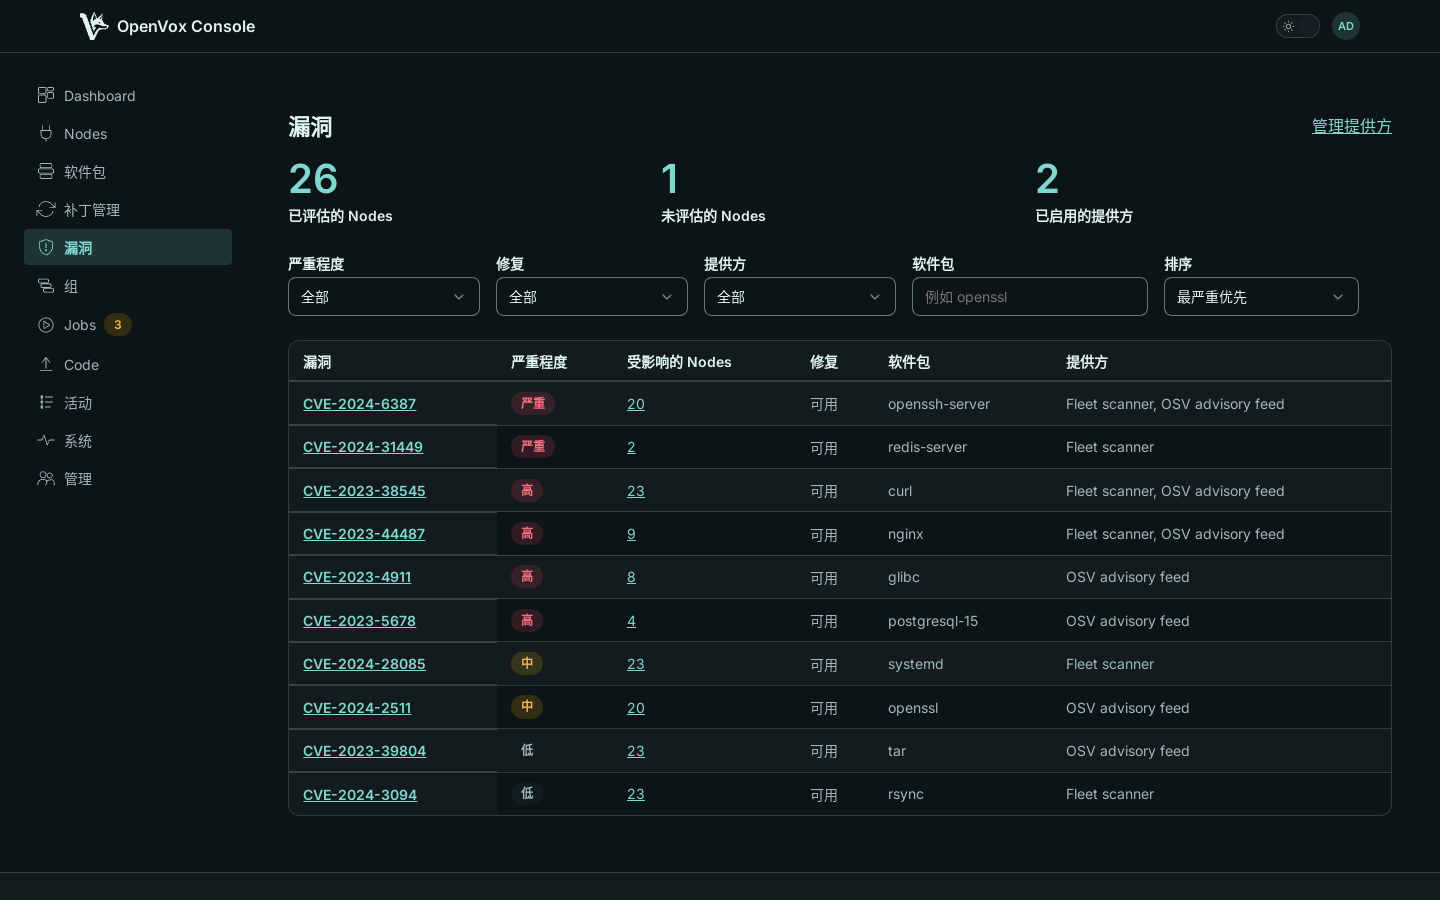 OpenVox Console
AD
Dashboard
Nodes
软件包
补丁管理
漏洞
组
Jobs 3
Code
活动
系统
管理
漏洞
管理提供方
26 1 2
已评估的 Nodes 未评估的 Nodes 已启用的提供方
严重程度 修复 提供方 软件包 排序
全部 全部 全部 例如 openssl 最严重优先
漏洞 严重程度 受影响的 Nodes 修复 软件包 提供方
CVE-2024-6387 严重 20 可用 openssh-server Fleet scanner, OSV advisory feed
CVE-2024-31449 严重 2 可用 redis-server Fleet scanner
CVE-2023-38545 高 23 可用 curl Fleet scanner, OSV advisory feed
CVE-2023-44487 高 9 可用 nginx Fleet scanner, OSV advisory feed
CVE-2023-4911 高 8 可用 glibc OSV advisory feed
CVE-2023-5678 高 4 可用 postgresql-15 OSV advisory feed
CVE-2024-28085 中 23 可用 systemd Fleet scanner
CVE-2024-2511 中 20 可用 openssl OSV advisory feed
CVE-2023-39804 低 23 可用 tar OSV advisory feed
CVE-2024-3094 低 23 可用 rsync Fleet scanner